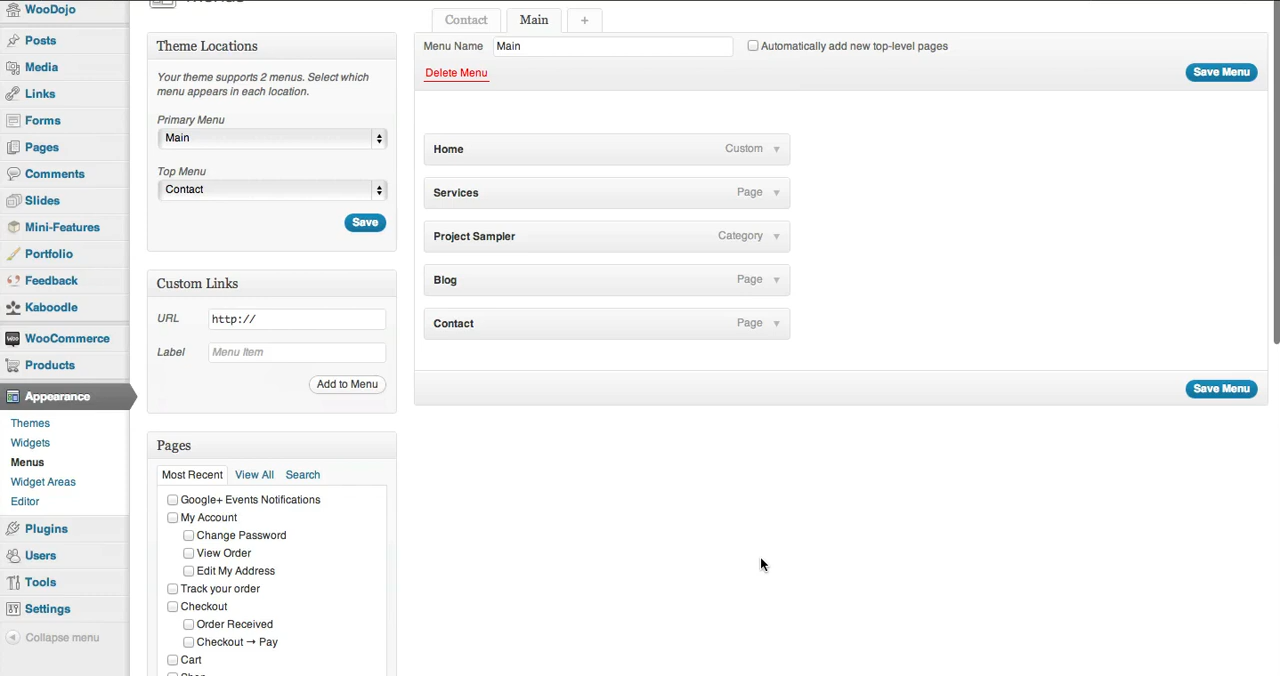 WooDojo
Posts
Media
Links
Forms
Pages
Comments
Slides
Mini-Features
Portfolio
Feedback
Kaboodle
WooCommerce
Products
Appearance
Themes
Widgets
Menus
Widget Areas
Editor
Plugins
Users
Tools
Settings
Collapse menu
Theme Locations
Your theme supports 2 menus. Select which
menu appears in each location.
Primary Menu
Main
Top Menu
Contact
Save
Custom Links
URL http://
Label Menu Item
Add to Menu
Pages
Most Recent View All Search
Google+ Events Notifications
My Account
Change Password
View Order
Edit My Address
Track your order
Checkout
Order Received
Checkout → Pay
Cart
Contact Main +
Menu Name Main Automatically add new top-level pages
Delete Menu Save Menu
Home Custom
Services Page
Project Sampler Category
Blog Page
Contact Page
Save Menu